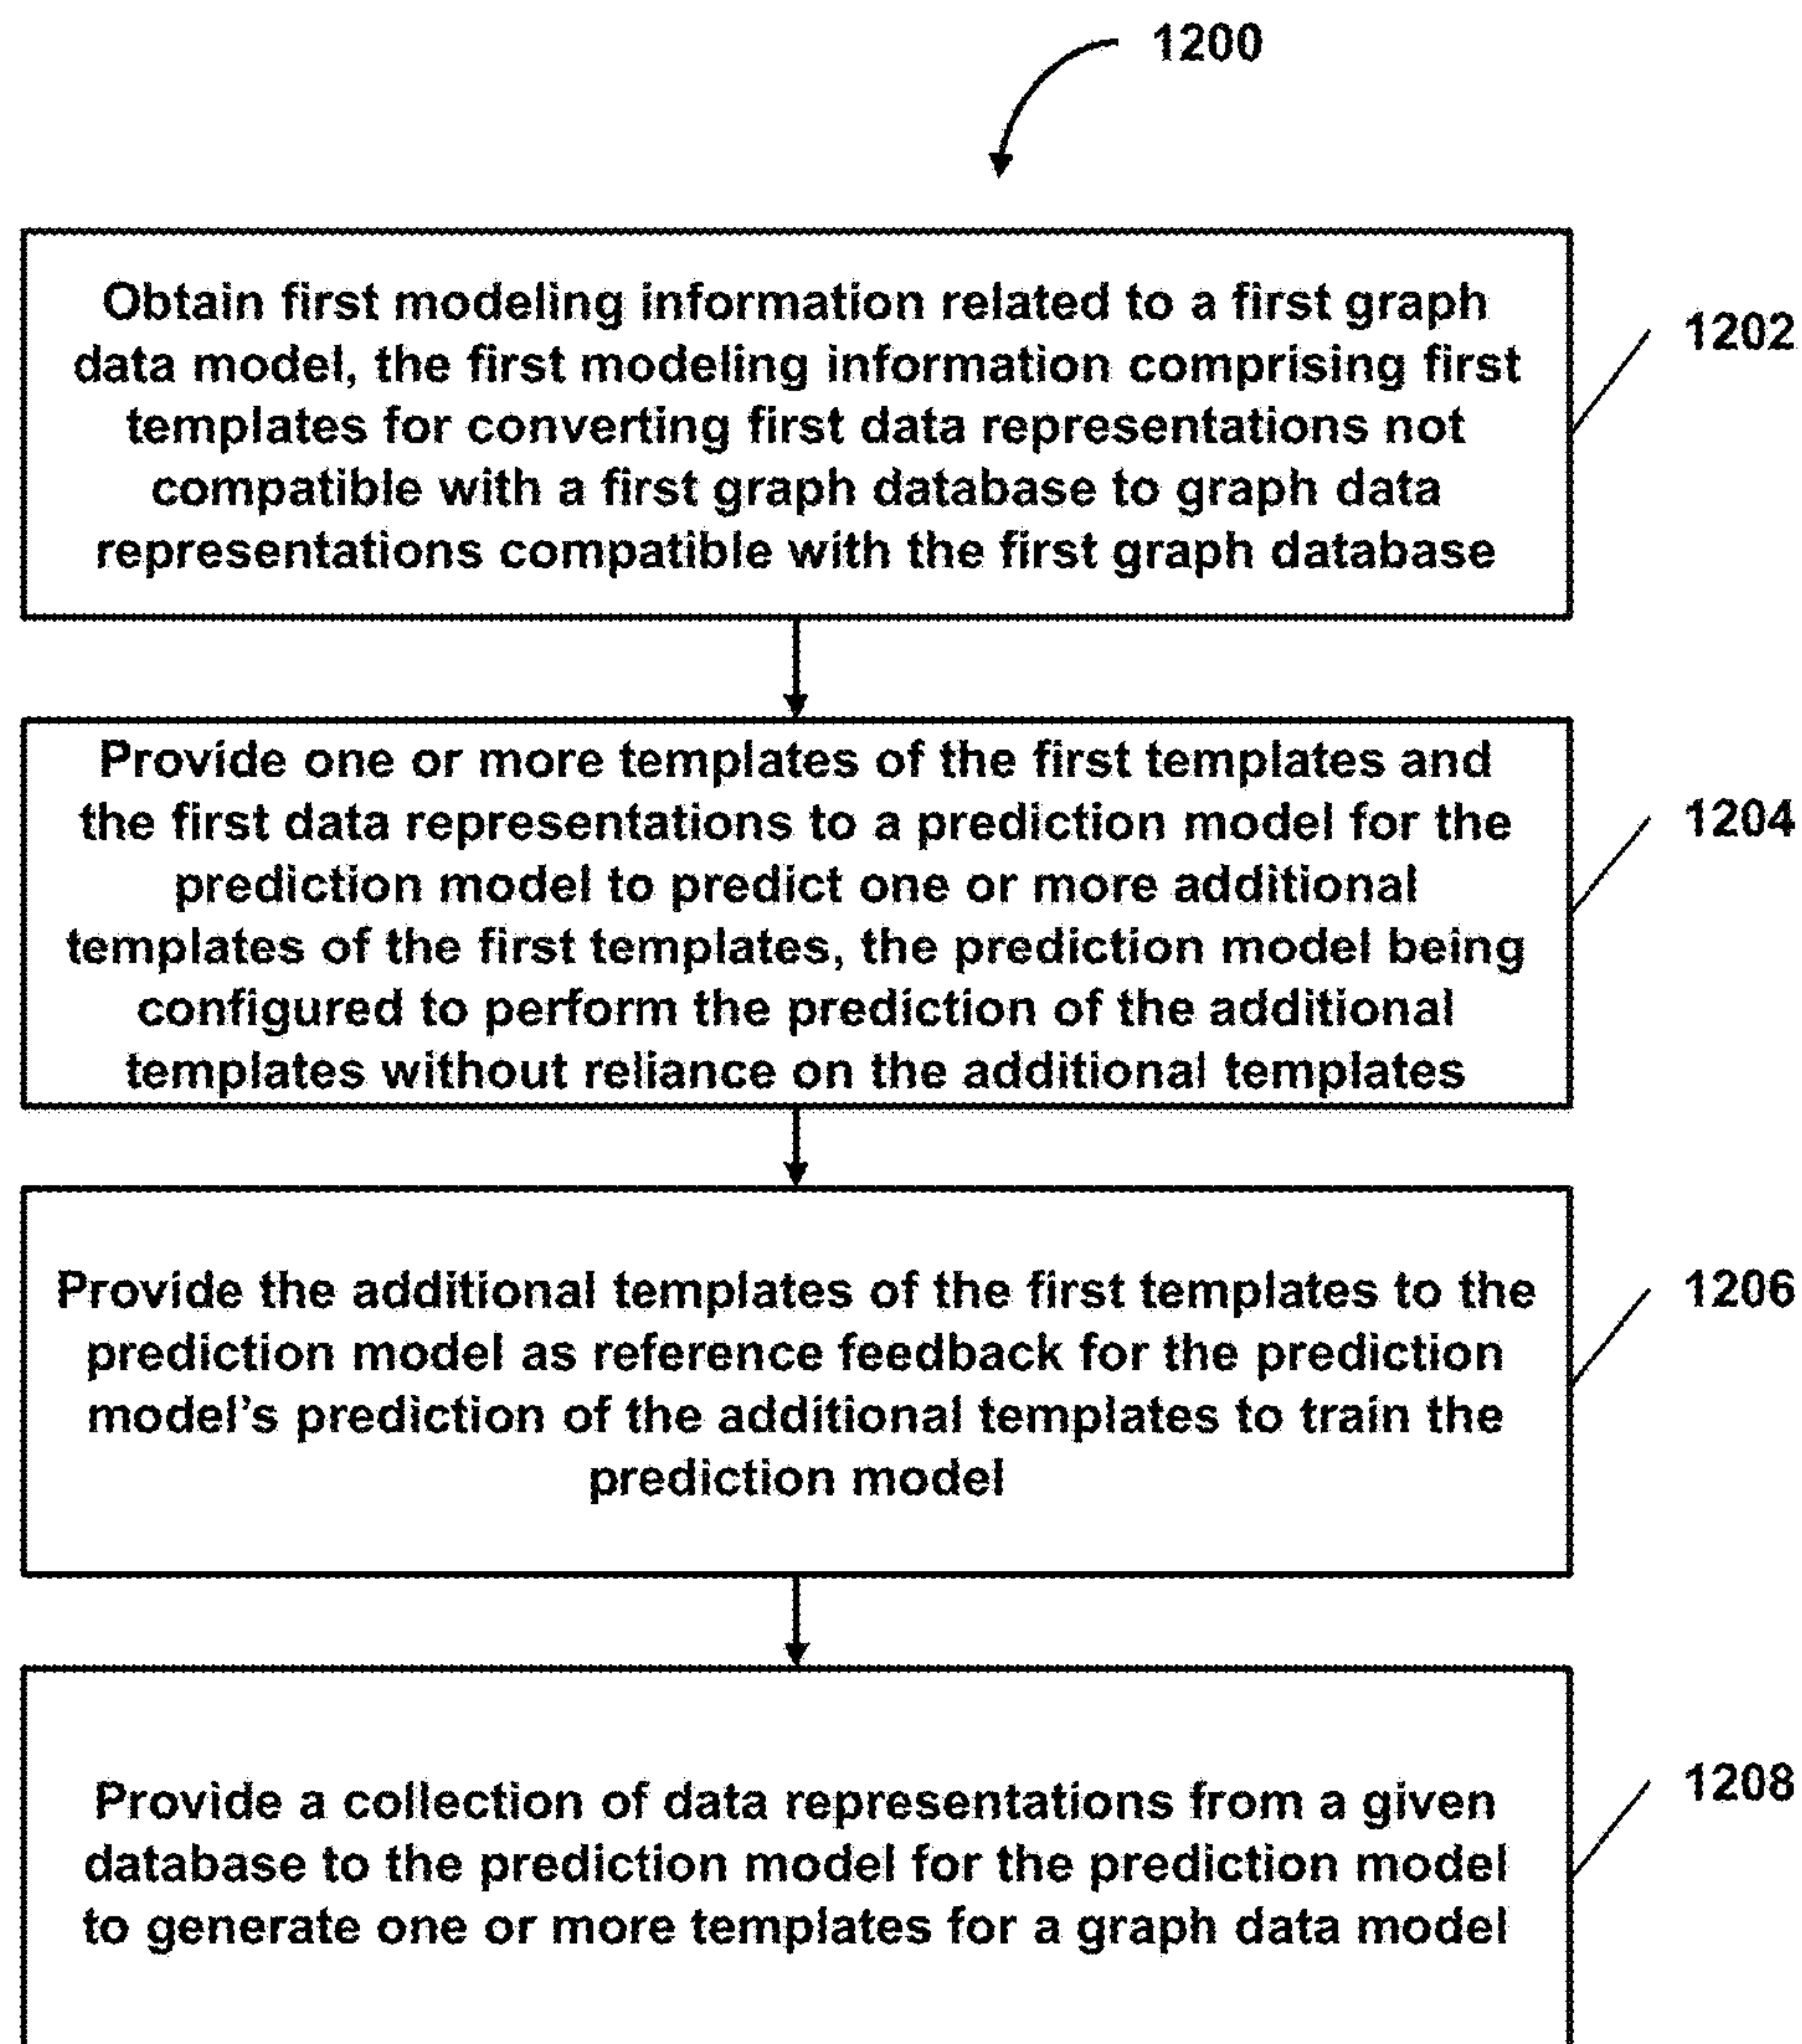 1200
Obtain first modeling information related to a first graph
data model, the first modeling information comprising first
templates for converting first data representations not
compatible with a first graph database to graph data
representations compatible with the first graph database
1202
Provide one or more templates of the first templates and
the first data representations to a prediction model for the
prediction model to predict one or more additional
templates of the first templates, the prediction model being
configured to perform the prediction of the additional
templates without reliance on the additional templates
1204
Provide the additional templates of the first templates to the
prediction model as reference feedback for the prediction
model's prediction of the additional templates to train the
prediction model
1206
Provide a collection of data representations from a given
database to the prediction model for the prediction model
to generate one or more templates for a graph data model
1208